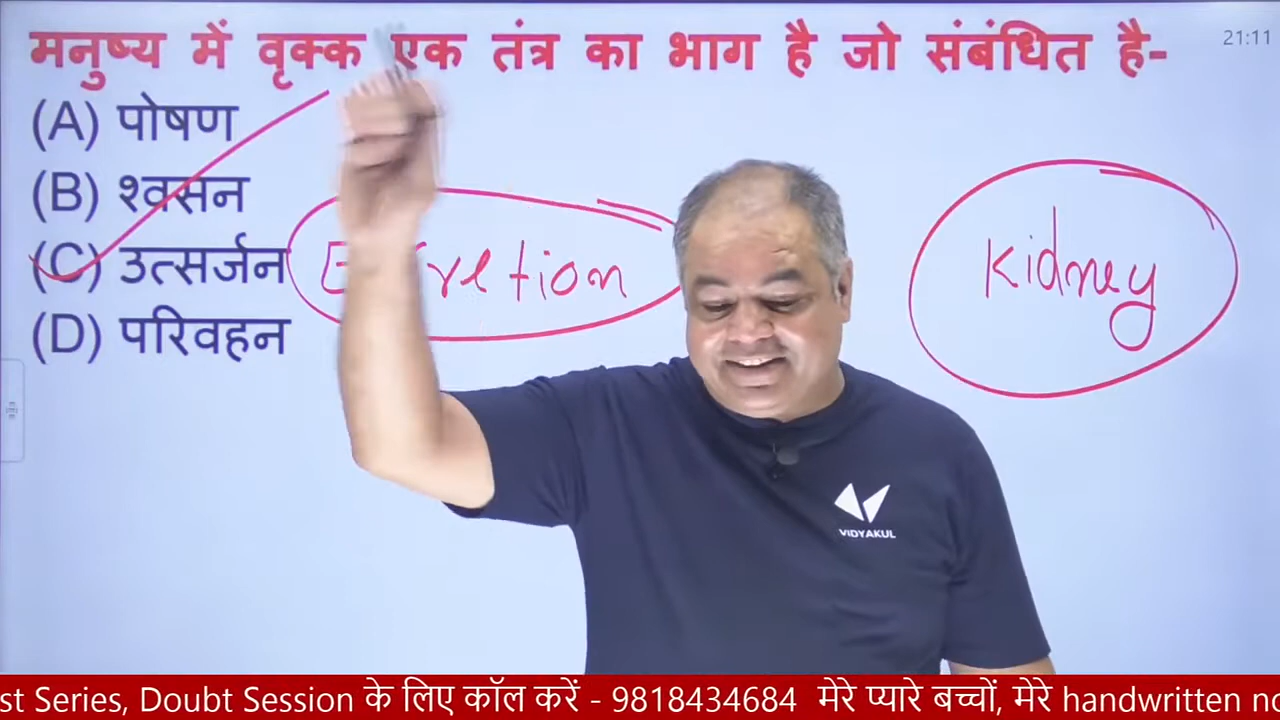 मनुष्य में वृक्क एक तंत्र का भाग है जो संबंधित है-
21:11
(A) पोषण
(B) श्वसन
(C) उत्सर्जन
(D) परिवहन
Kidney
VIDYAKUL
st Series, Doubt Session के लिए कॉल करें - 9818434684 मेरे प्यारे बच्चों, मेरे handwritten